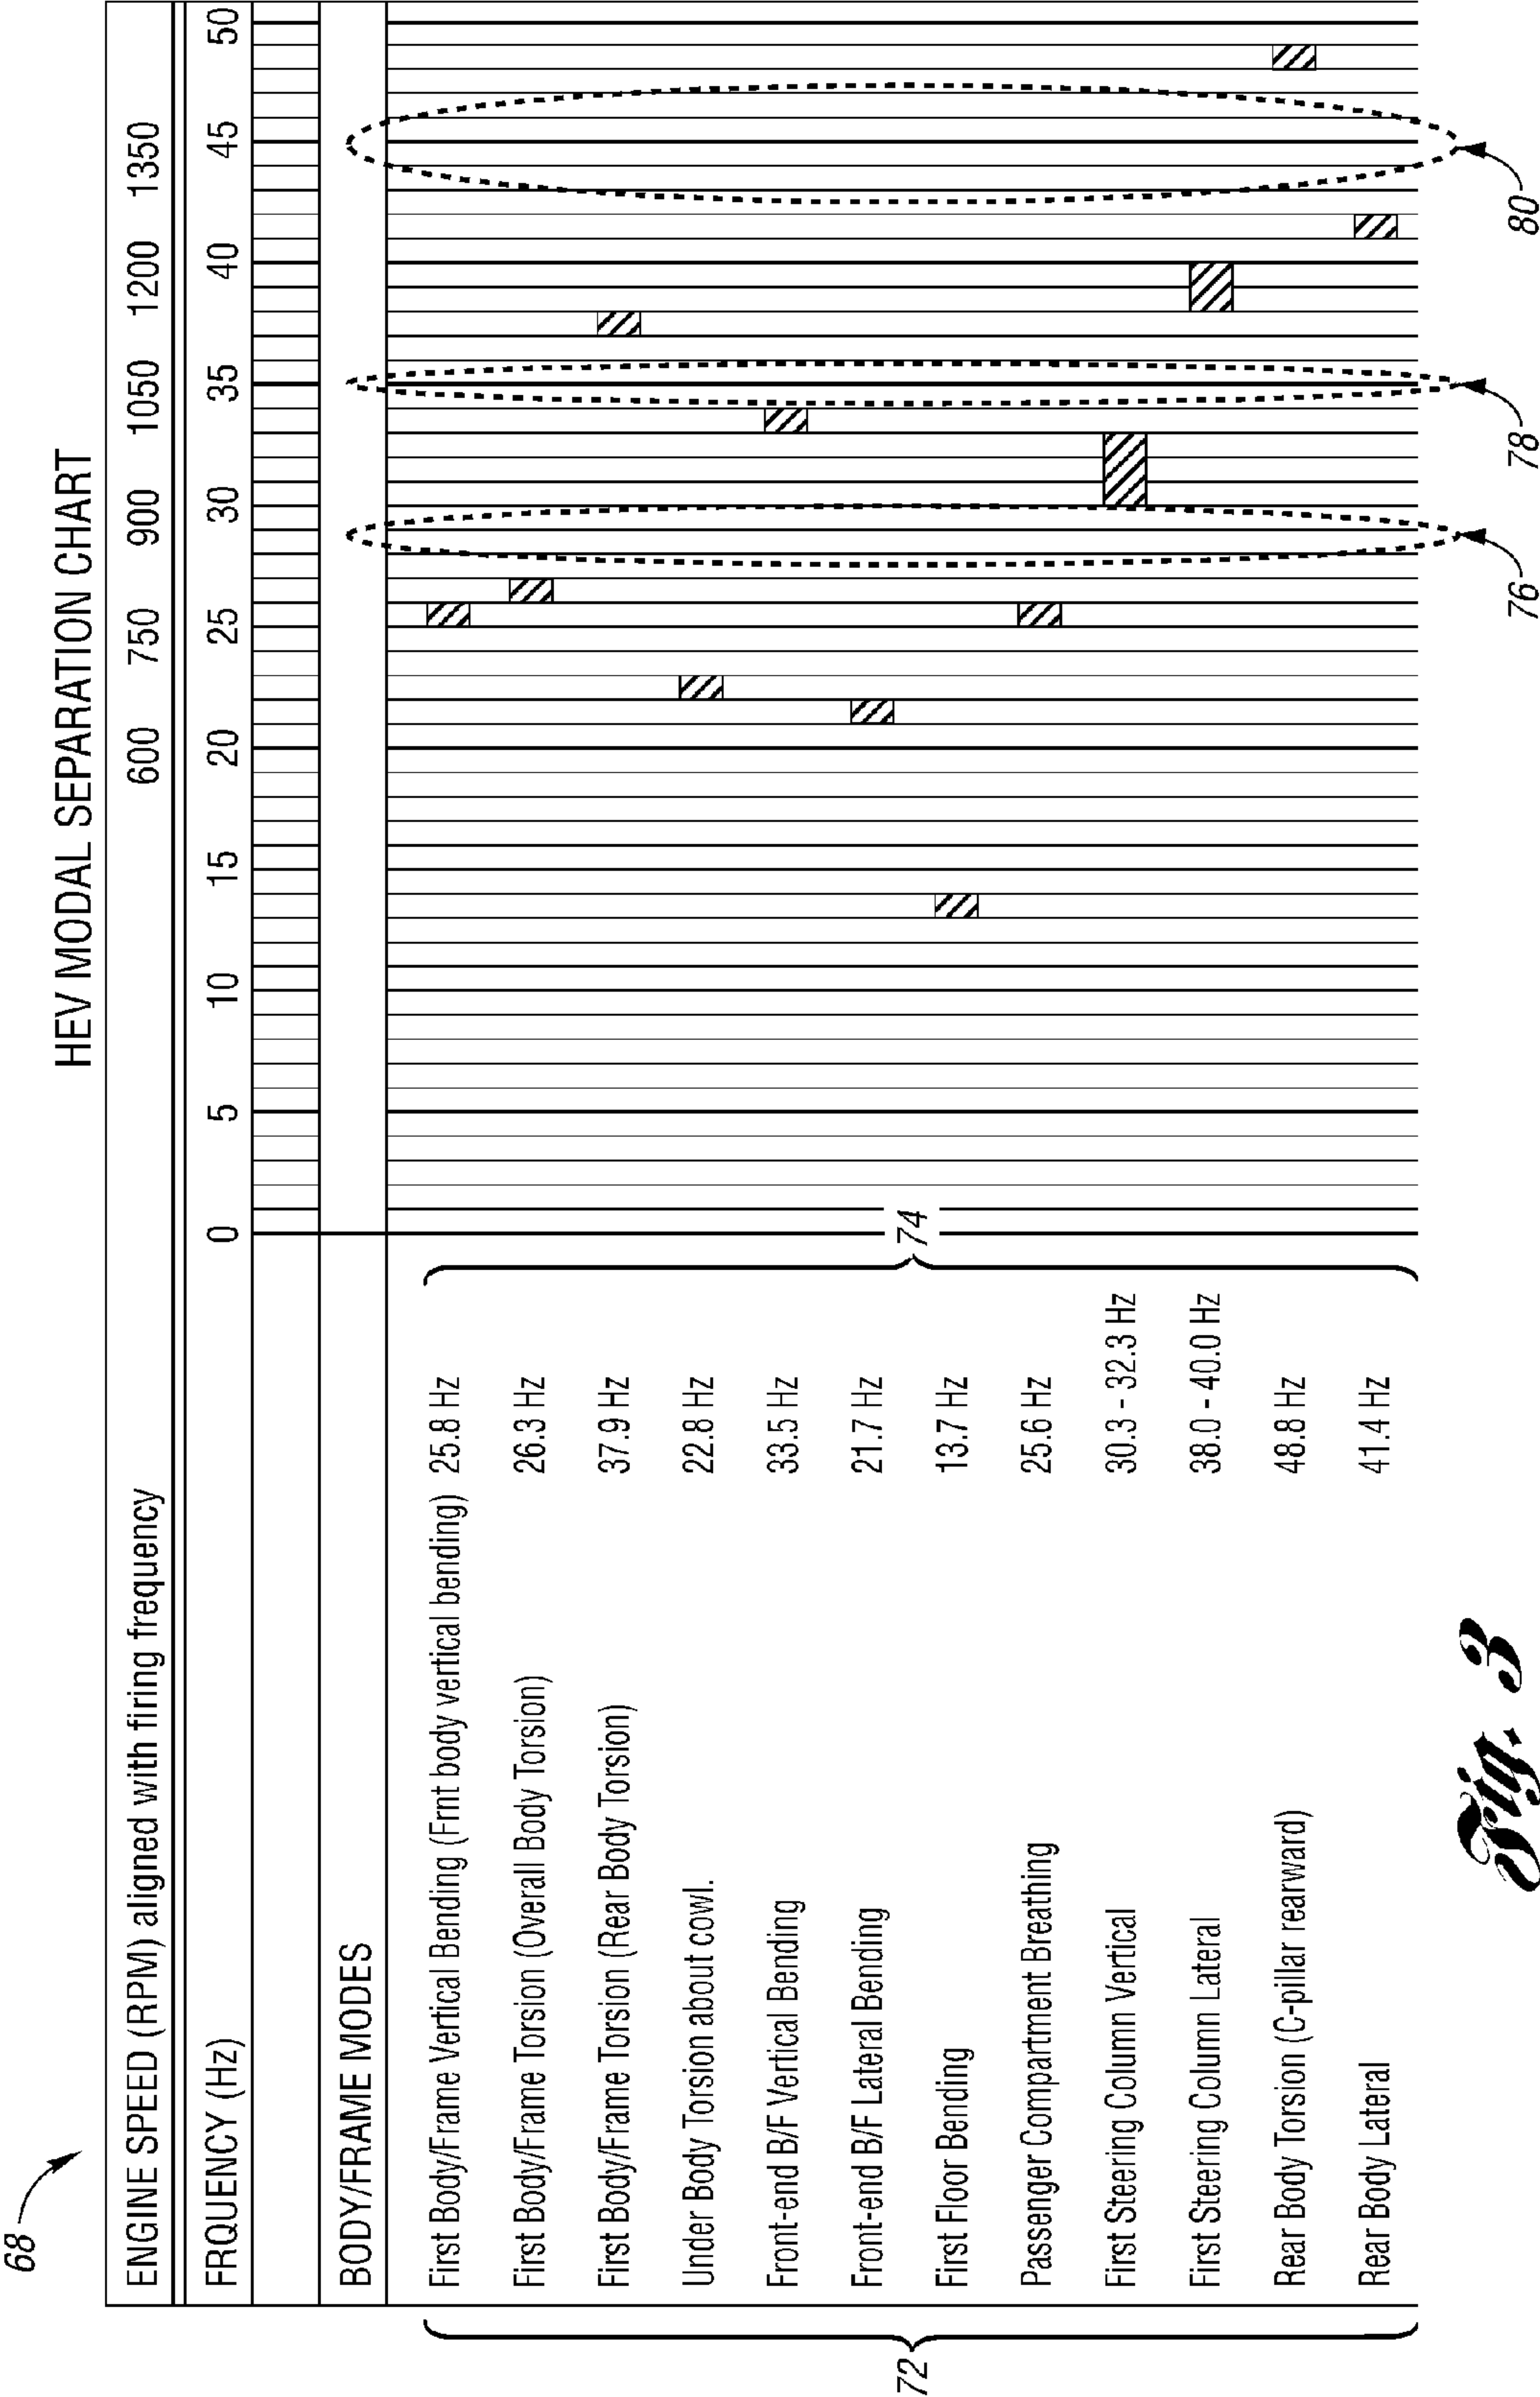 68
HEV MODAL SEPARATION CHART
ENGINE SPEED (RPM) aligned with firing frequency 600 750 900 1050 1200 1350
FRQUENCY (Hz) 0 5 10 15 20 25 30 35 40 45 50
BODY/FRAME MODES
First Body/Frame Vertical Bending (Frnt body vertical bending) 25.8 Hz
First Body/Frame Torsion (Overall Body Torsion) 26.3 Hz
First Body/Frame Torsion (Rear Body Torsion) 37.9 Hz
Under Body Torsion about cowl. 22.8 Hz
Front-end B/F Vertical Bending 33.5 Hz
Front-end B/F Lateral Bending 21.7 Hz
First Floor Bending 13.7 Hz
Passenger Compartment Breathing 25.6 Hz
First Steering Column Vertical 30.3 - 32.3 Hz
First Steering Column Lateral 38.0 - 40.0 Hz
Rear Body Torsion (C-pillar rearward) 48.8 Hz
Rear Body Lateral 41.4 Hz
72
74
76
78
80
Fig. 3